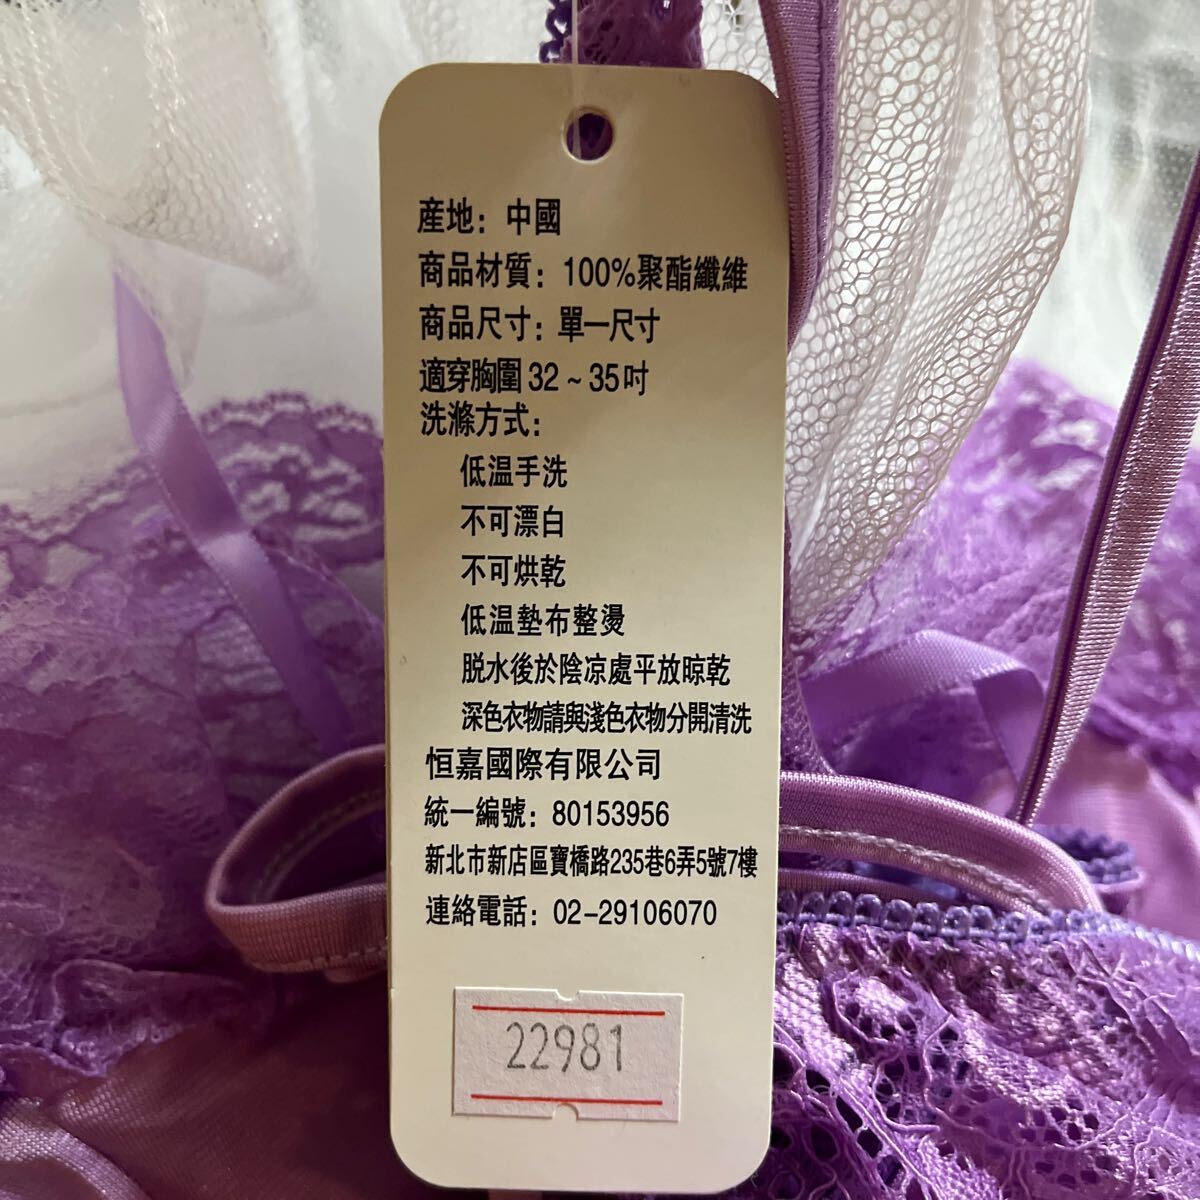 産地：中國
商品材質：100%聚酯纖維
商品尺寸：單一尺寸
適穿胸圍 32 ~ 35吋
洗滌方式：
低温手洗
不可漂白
不可烘乾
低温墊布整燙
脱水後於陰凉處平放晾乾
深色衣物請與淺色衣物分開清洗
恒嘉國際有限公司
統一編號：80153956
新北市新店區寶橋路235巷6弄5號7樓
連絡電話：02-29106070
22981